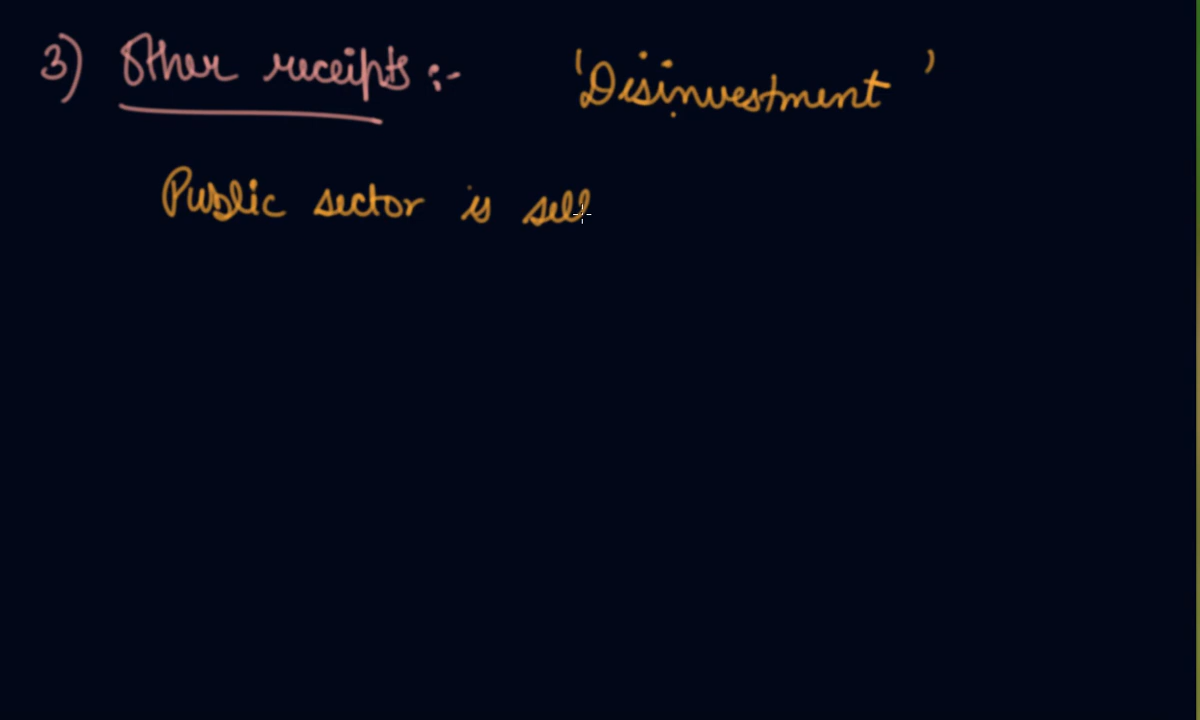 3) Other receipts :- 'Disinvestment'
Public sector is sell